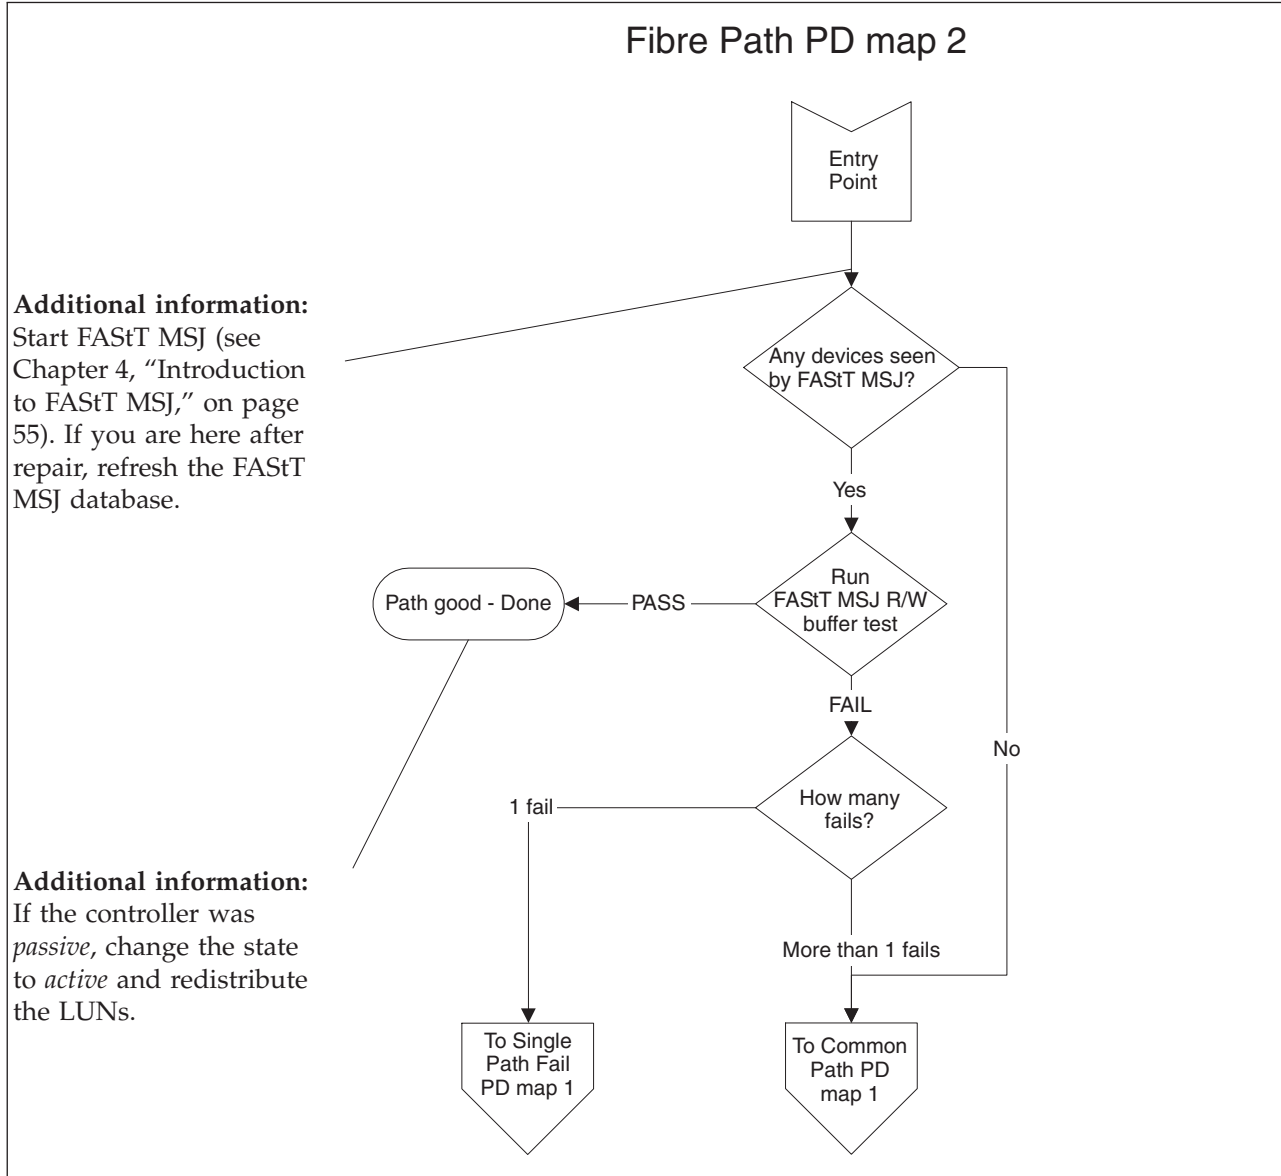 Fibre Path PD map 2
Entry
Point
Additional information:
Start FAStT MSJ (see
Chapter 4, “Introduction
to FAStT MSJ,” on page
55). If you are here after
repair, refresh the FAStT
MSJ database.
Any devices seen
by FAStT MSJ?
Yes
Run
FAStT MSJ R/W
buffer test
PASS
Path good - Done
FAIL
No
How many
fails?
1 fail
Additional information:
If the controller was
passive, change the state
to active and redistribute
the LUNs.
More than 1 fails
To Single
Path Fail
PD map 1
To Common
Path PD
map 1